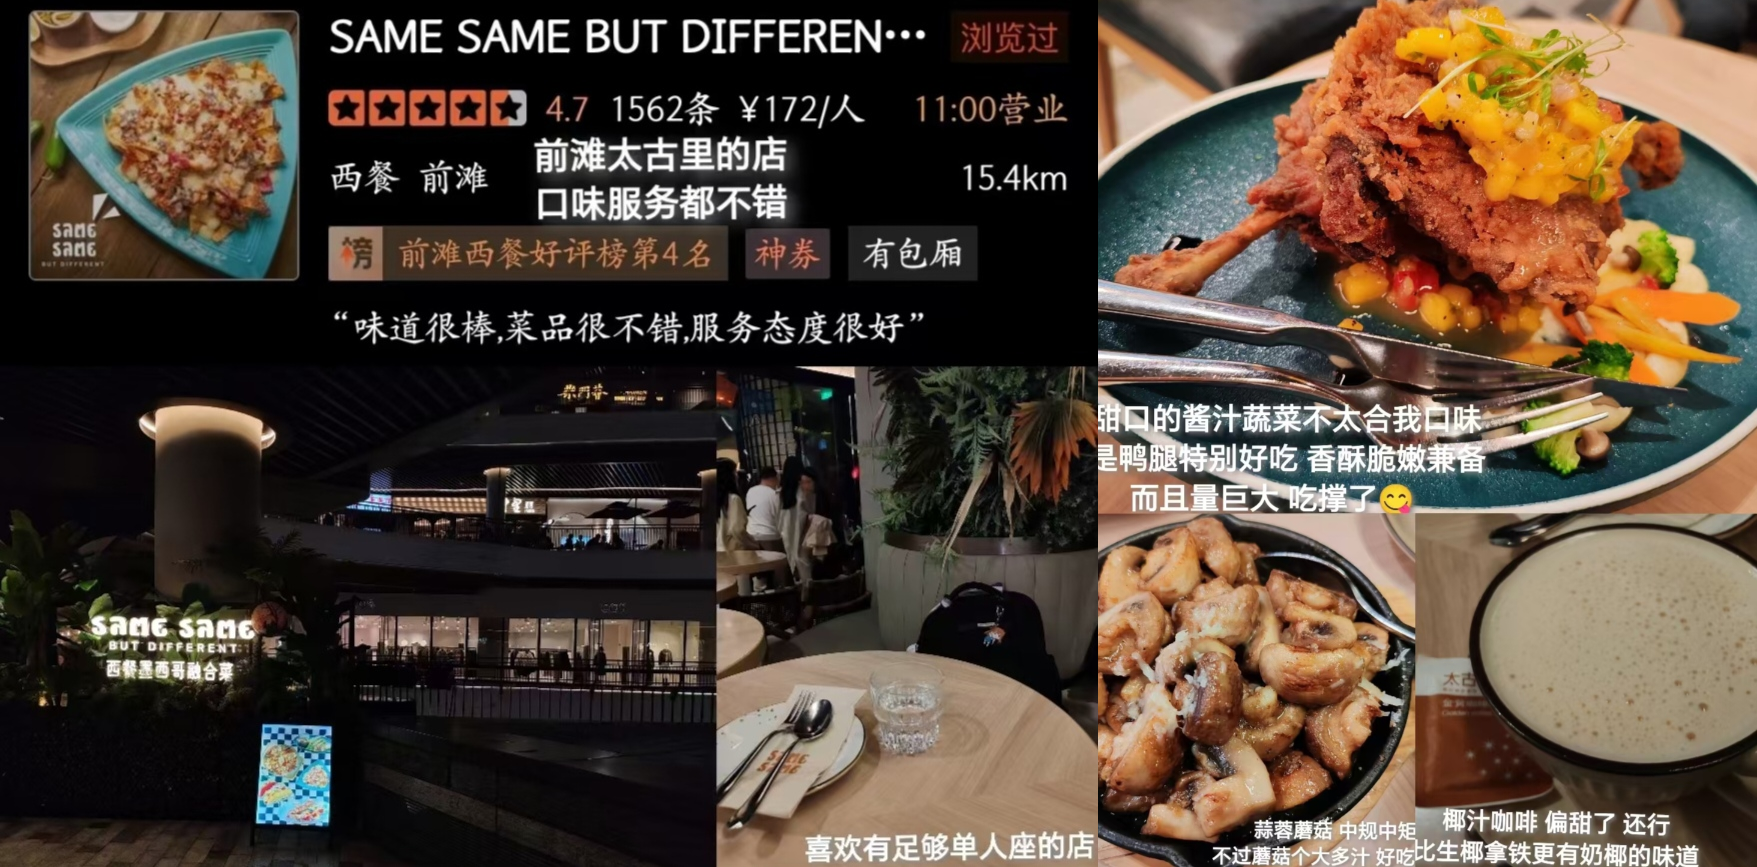 SAME SAME BUT DIFFEREN… 浏览过
4.7 1562条 ¥172/人 11:00营业
前滩太古里的店
西餐 前滩 15.4km
口味服务都不错
榜 前滩西餐好评榜第4名 神券 有包厢
“味道很棒,菜品很不错,服务态度很好”
SAME
SAME
BUT DIFFERENT
SAME SAME
BUT DIFFERENT
西餐墨西哥融合菜
SAME
SAME
喜欢有足够单人座的店
甜口的酱汁蔬菜不太合我口味
是鸭腿特别好吃 香酥脆嫩兼备
而且量巨大 吃撑了😋
蒜蓉蘑菇 中规中矩
不过蘑菇个大多汁 好吃
太古
椰汁咖啡 偏甜了 还行
比生椰拿铁更有奶椰的味道